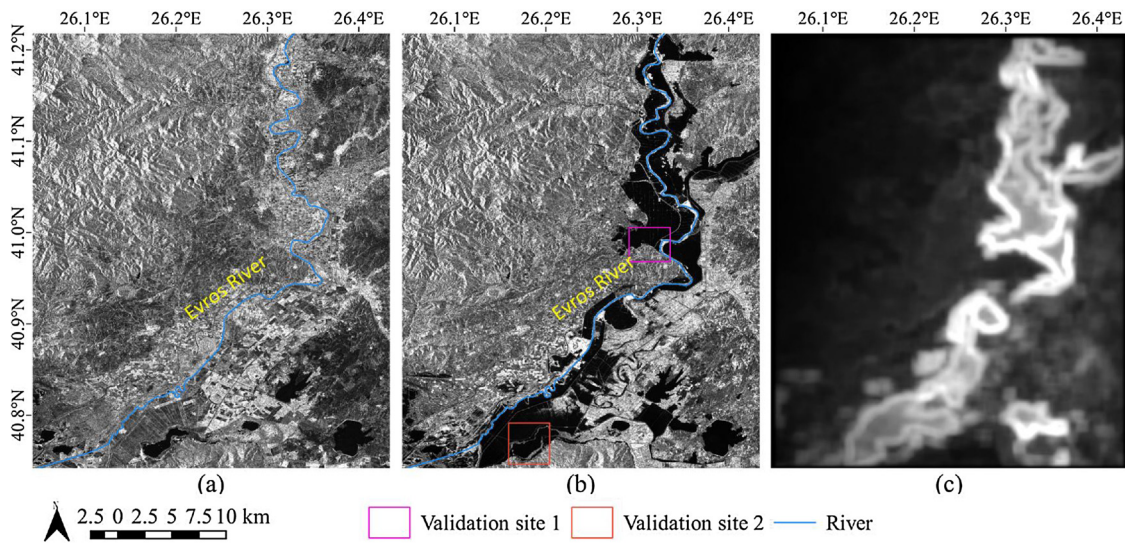 26.1°E 26.2°E 26.3°E 26.4°E 26.1°E 26.2°E 26.3°E 26.4°E 26.1°E 26.2°E 26.3°E 26.4°E
41.2°N
41.1°N
41.0°N
40.9°N
40.8°N
Evros River
Evros River
(a) (b) (c)
N
2.5 0 2.5 5 7.5 10 km
Validation site 1 Validation site 2 River